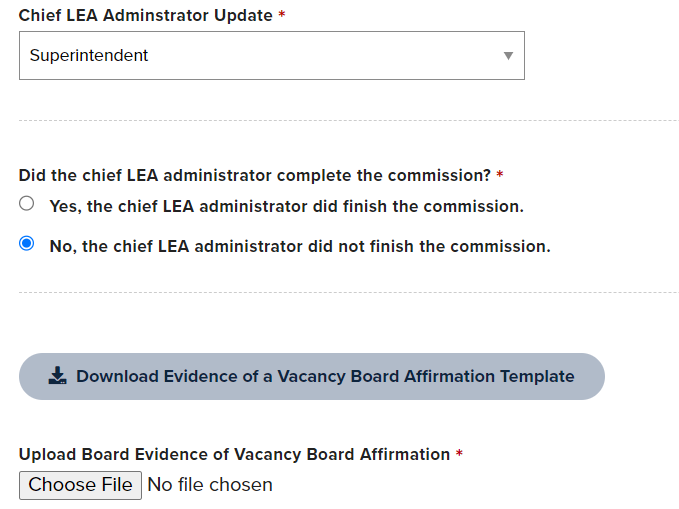 Chief LEA Adminstrator Update *
Superintendent
Did the chief LEA administrator complete the commission? *
Yes, the chief LEA administrator did finish the commission.
No, the chief LEA administrator did not finish the commission.
Download Evidence of a Vacancy Board Affirmation Template
Upload Board Evidence of Vacancy Board Affirmation *
Choose File No file chosen